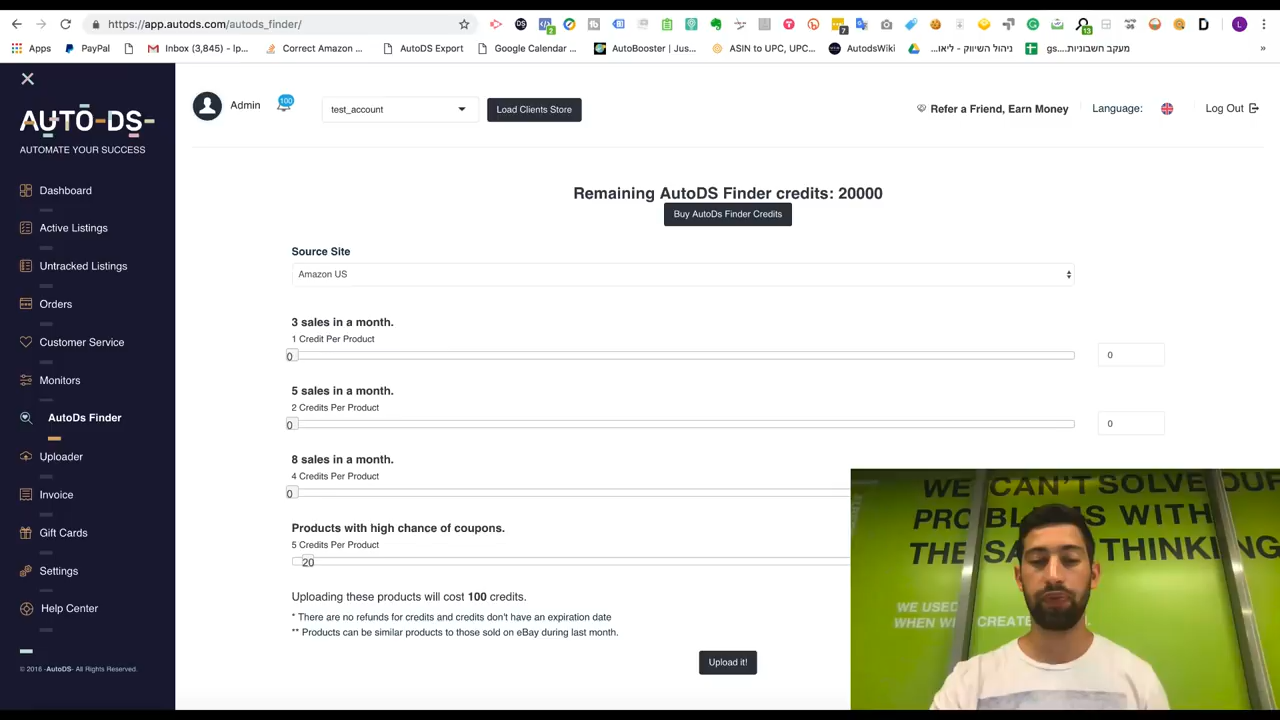 https://app.autods.com/autods_finder/
2
7
13
L
Apps
PayPal
Inbox (3,845) - lp...
Correct Amazon ...
AutoDS Export
Google Calendar ...
AutoBooster | Jus...
ASIN to UPC, UPC...
AutodsWiki
ניהול השיווק - ליאו...
מעקב חשבוניות....gs
»
AUTO-DS-
AUTOMATE YOUR SUCCESS
Admin
100
test_account
Load Clients Store
Refer a Friend, Earn Money
Language:
Log Out
Dashboard
Active Listings
Untracked Listings
Orders
Customer Service
Monitors
AutoDs Finder
Uploader
Invoice
Gift Cards
Settings
Help Center
© 2016 -AutoDS- All Rights Reserved.
Remaining AutoDS Finder credits: 20000
Buy AutoDs Finder Credits
Source Site
Amazon US
3 sales in a month.
1 Credit Per Product
0
0
5 sales in a month.
2 Credits Per Product
0
0
8 sales in a month.
4 Credits Per Product
0
Products with high chance of coupons.
5 Credits Per Product
20
Uploading these products will cost 100 credits.
* There are no refunds for credits and credits don't have an expiration date
** Products can be similar products to those sold on eBay during last month.
Upload it!
WE CAN'T SOLVE OUR
PROBLEMS WITH
THE SA THINKING
WE USED
WHEN WE CREATE